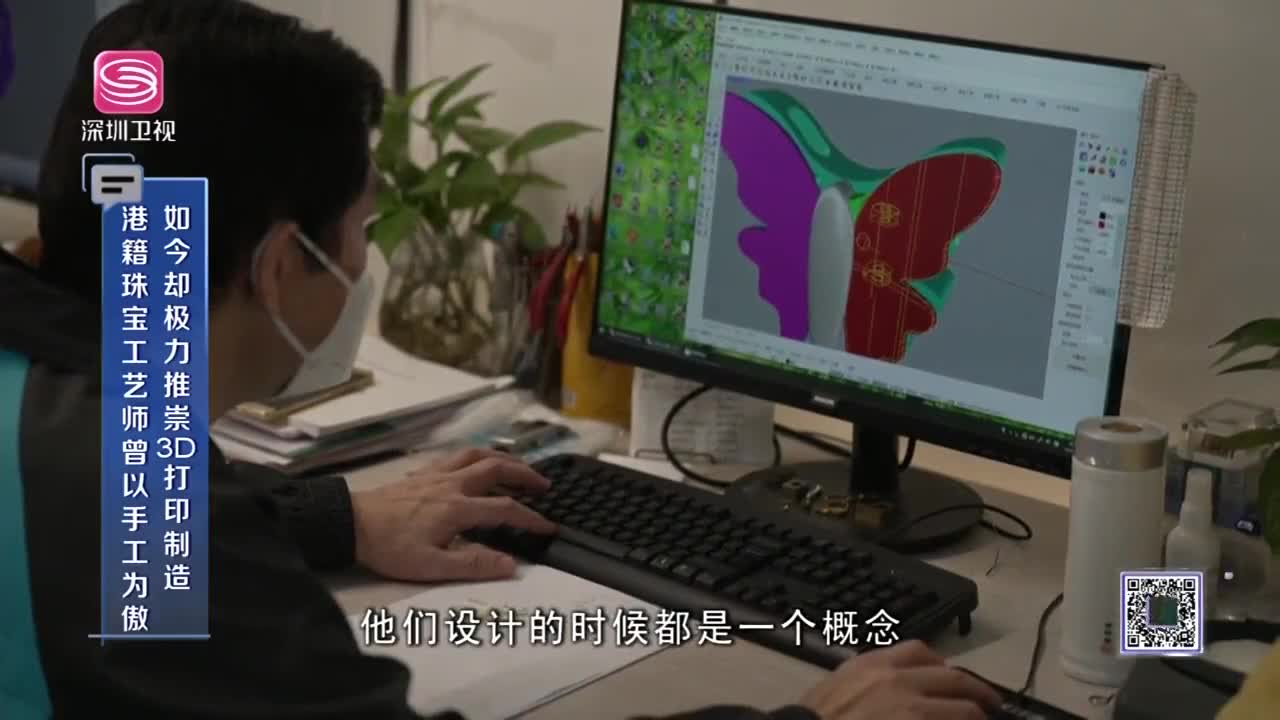 深圳卫视
如今却极力推崇3D打印制造
港籍珠宝工艺师曾以手工为傲
他们设计的时候都是一个概念